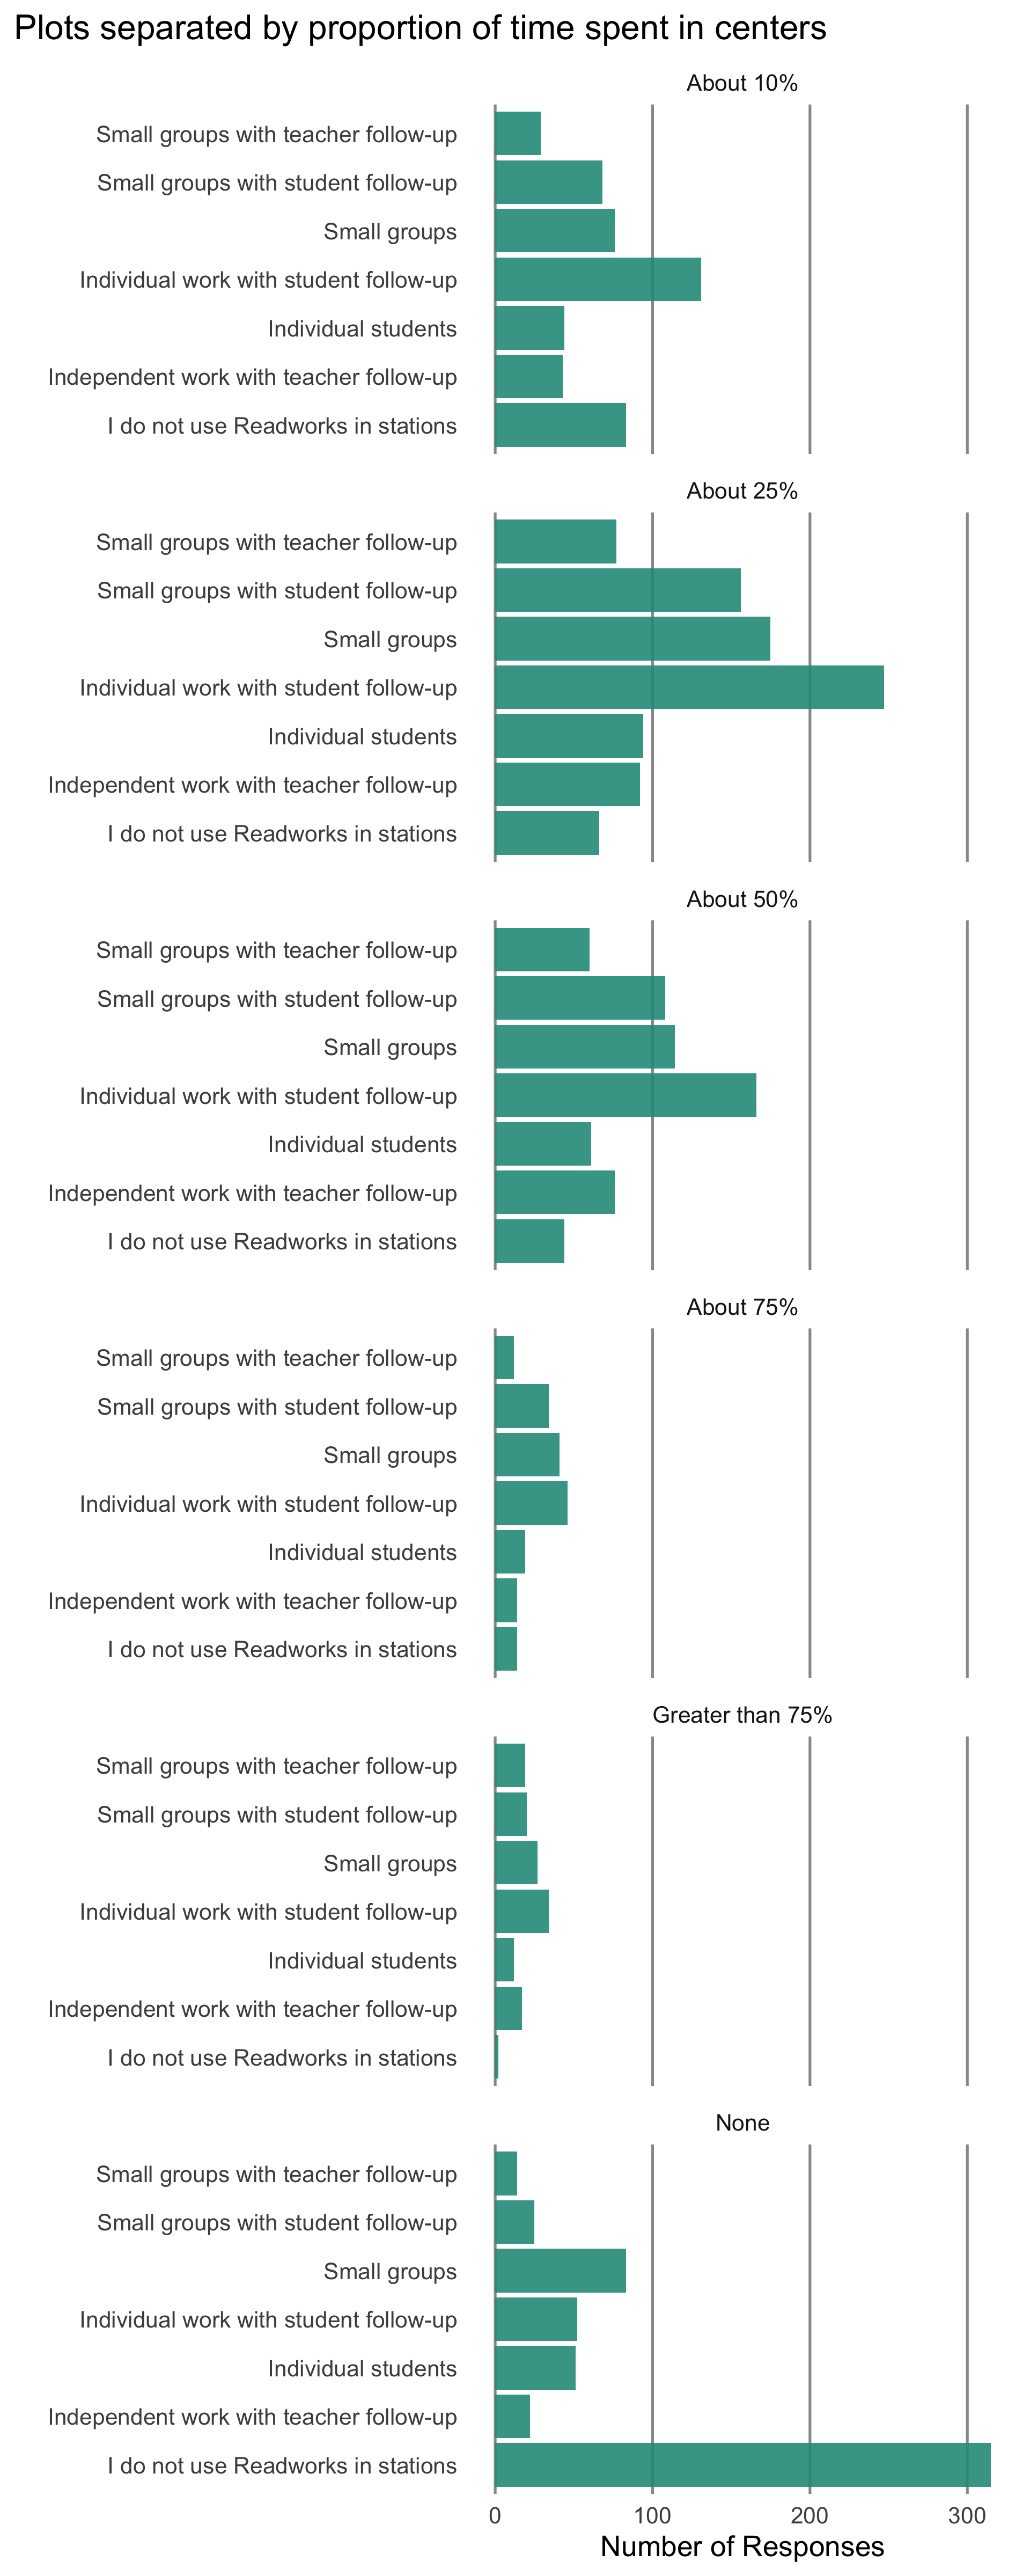 Plots separated by proportion of time spent in centers
About 10%
Small groups with teacher follow-up
Small groups with student follow-up
Small groups
Individual work with student follow-up
Individual students
Independent work with teacher follow-up
I do not use Readworks in stations
About 25%
Small groups with teacher follow-up
Small groups with student follow-up
Small groups
Individual work with student follow-up
Individual students
Independent work with teacher follow-up
I do not use Readworks in stations
About 50%
Small groups with teacher follow-up
Small groups with student follow-up
Small groups
Individual work with student follow-up
Individual students
Independent work with teacher follow-up
I do not use Readworks in stations
About 75%
Small groups with teacher follow-up
Small groups with student follow-up
Small groups
Individual work with student follow-up
Individual students
Independent work with teacher follow-up
I do not use Readworks in stations
Greater than 75%
Small groups with teacher follow-up
Small groups with student follow-up
Small groups
Individual work with student follow-up
Individual students
Independent work with teacher follow-up
I do not use Readworks in stations
None
Small groups with teacher follow-up
Small groups with student follow-up
Small groups
Individual work with student follow-up
Individual students
Independent work with teacher follow-up
I do not use Readworks in stations
0 100 200 300
Number of Responses